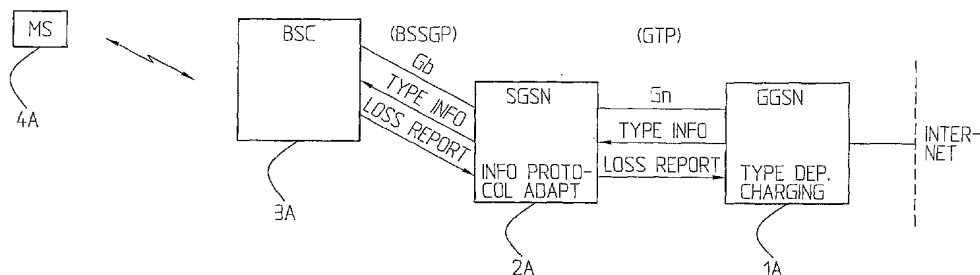 MS
4A
BSC
3A
(BSSGP)
Gb
TYPE INFO
LOSS REPORT
SGSN
INFO PROTO-
COL ADAPT
2A
(GTP)
Gn
TYPE INFO
LOSS REPORT
GGSN
TYPE DEP.
CHARGING
1A
INTER-
NET